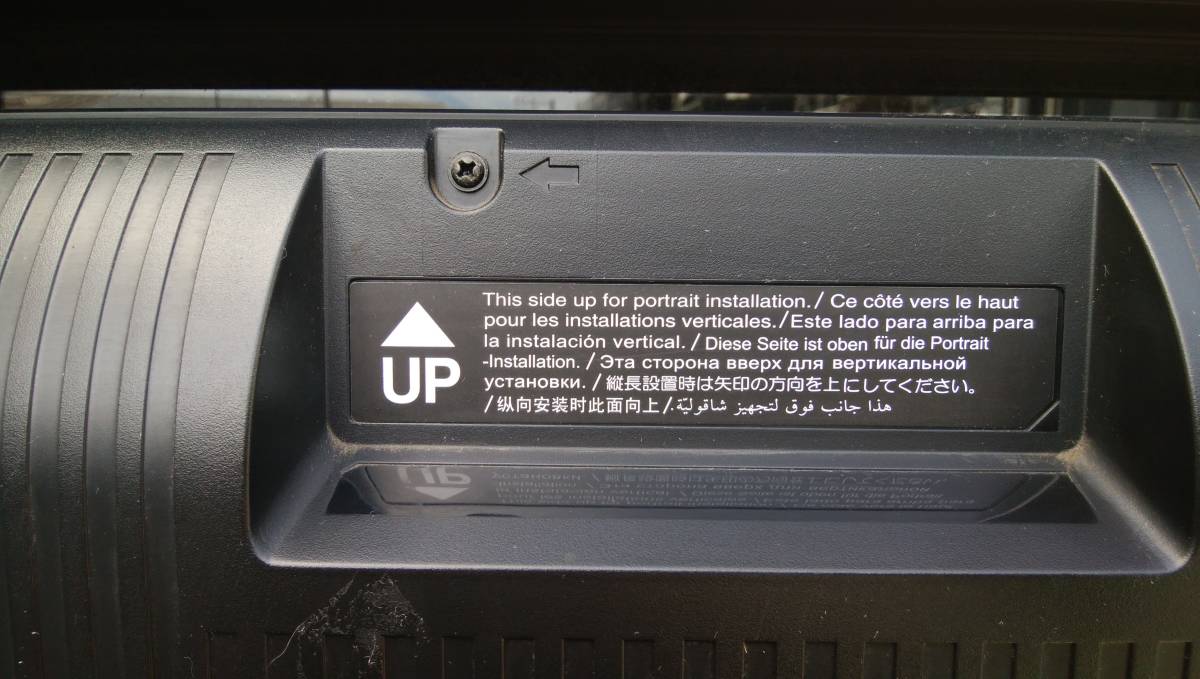 UP
This side up for portrait installation./ Ce côté vers le haut
pour les installations verticales./Este lado para arriba para
la instalación vertical. / Diese Seite ist oben für die Portrait
-Installation. / Эта сторона вверх для вертикальной
установки. / 縦長設置時は矢印の方向を上にしてください。
/ 纵向安装时此面向上 /.هذا جانب فوق لتجهيز شاقوليّة